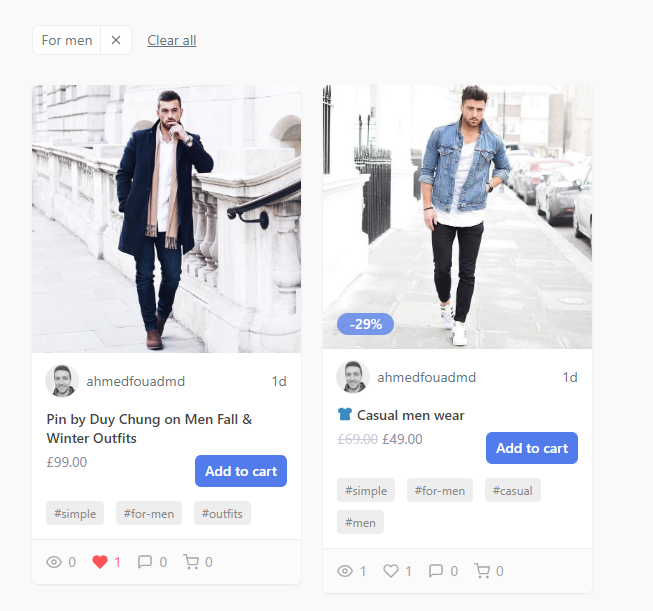 For men
Clear all
ahmedfouadmd 1d
Pin by Duy Chung on Men Fall &
Winter Outfits
£99.00
Add to cart
#simple #for-men #outfits
0 1 0 0
-29%
ahmedfouadmd 1d
Casual men wear
£69.00 £49.00
Add to cart
#simple #for-men #casual
#men
1 1 0 0